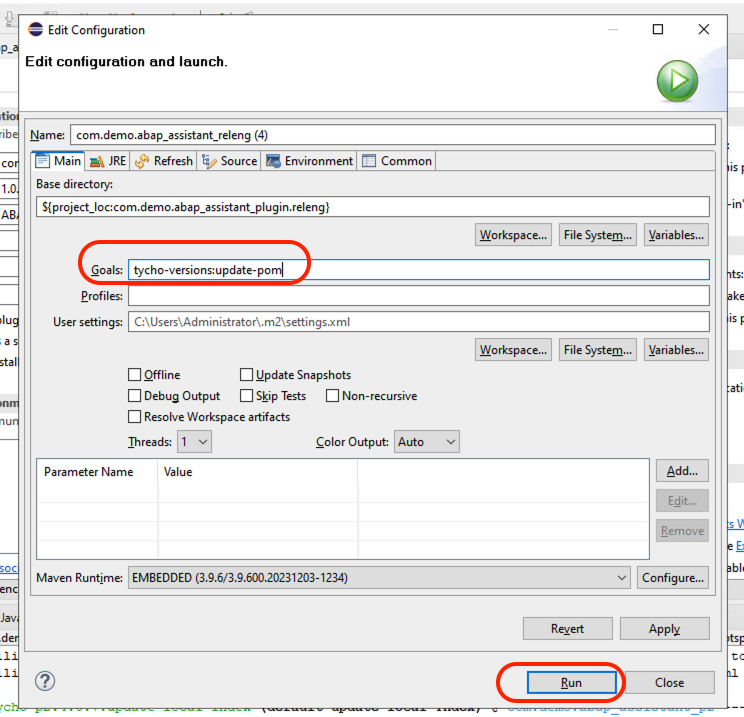 Edit Configuration
Edit configuration and launch.
Name: com.demo.abap_assistant_releng (4)
Main JRE Refresh Source Environment Common
Base directory:
${project_loc:com.demo.abap_assistant_plugin.releng}
Workspace... File System... Variables...
Goals: tycho-versions:update-pom
Profiles:
User settings: C:\Users\Administrator\.m2\settings.xml
Workspace... File System... Variables...
Offline Update Snapshots
Debug Output Skip Tests Non-recursive
Resolve Workspace artifacts
Threads: 1 Color Output: Auto
Parameter Name Value
Add...
Edit...
Remove
Maven Runtime: EMBEDDED (3.9.6/3.9.600.20231203-1234) Configure...
Revert Apply
Run Close